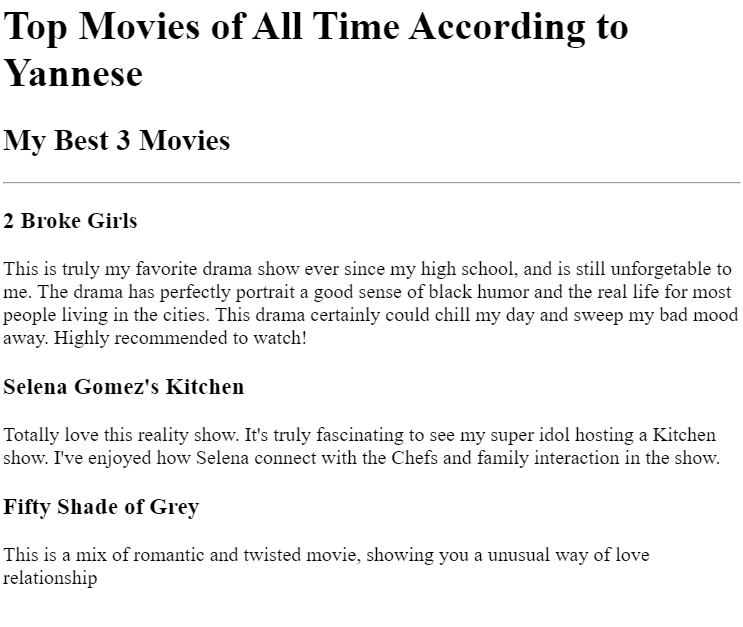 Top Movies of All Time According to
Yannese
My Best 3 Movies
2 Broke Girls
This is truly my favorite drama show ever since my high school, and is still unforgetable to
me. The drama has perfectly portrait a good sense of black humor and the real life for most
people living in the cities. This drama certainly could chill my day and sweep my bad mood
away. Highly recommended to watch!
Selena Gomez's Kitchen
Totally love this reality show. It's truly fascinating to see my super idol hosting a Kitchen
show. I've enjoyed how Selena connect with the Chefs and family interaction in the show.
Fifty Shade of Grey
This is a mix of romantic and twisted movie, showing you a unusual way of love
relationship